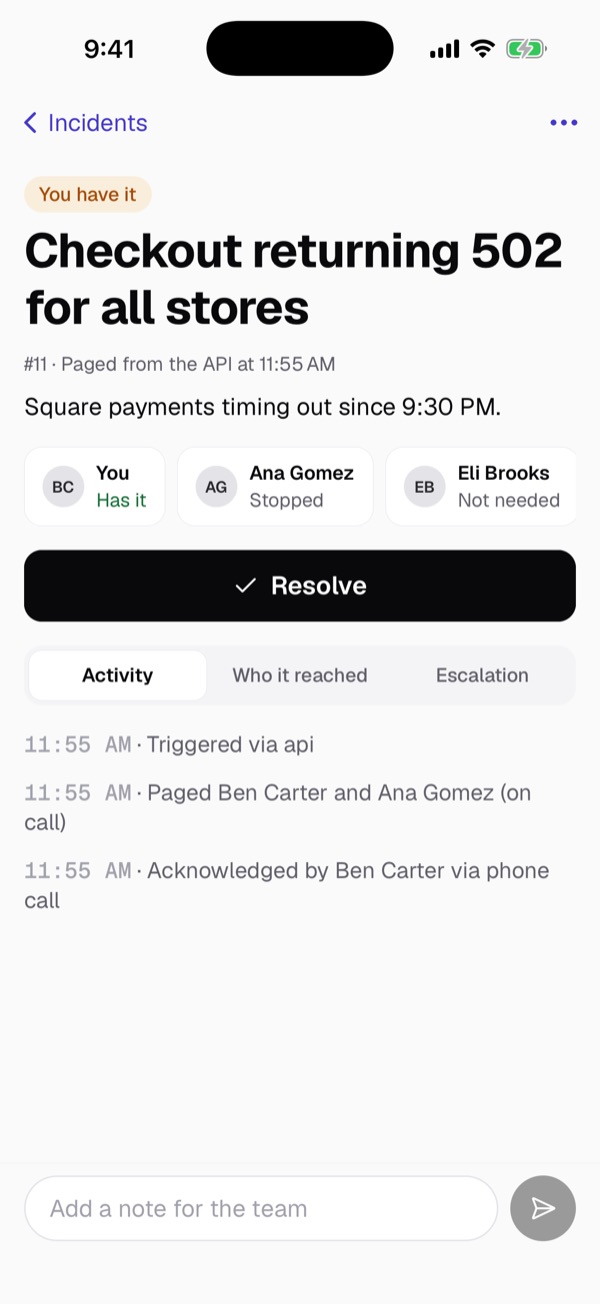 9:41
Incidents
You have it
Checkout returning 502
for all stores
#11 · Paged from the API at 11:55 AM
Square payments timing out since 9:30 PM.
BC You Has it
AG Ana Gomez Stopped
EB Eli Brooks Not needed
Resolve
Activity Who it reached Escalation
11:55 AM · Triggered via api
11:55 AM · Paged Ben Carter and Ana Gomez (on
call)
11:55 AM · Acknowledged by Ben Carter via phone
call
Add a note for the team